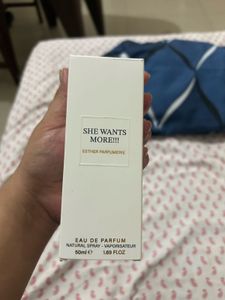 SHE WANTS
MORE!!!
ESTHER PARFUMERIE
EAU DE PARFUM
NATURAL SPRAY - VAPORISATEUR
50ml℮ 1.69 FL.OZ